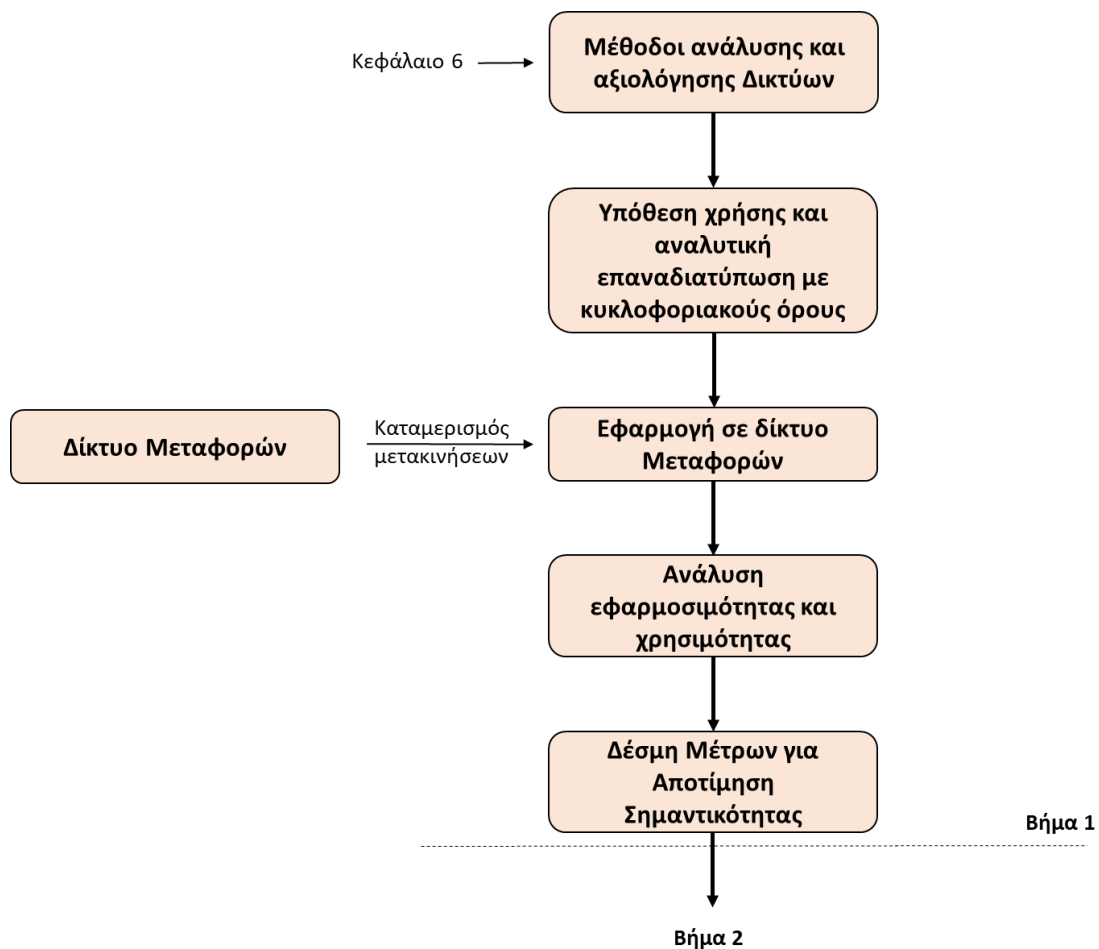 Κεφάλαιο 6
Μέθοδοι ανάλυσης και
αξιολόγησης Δικτύων
Υπόθεση χρήσης και
αναλυτική
επαναδιατύπωση με
κυκλοφοριακούς όρους
Δίκτυο Μεταφορών
Καταμερισμός
μετακινήσεων
Εφαρμογή σε δίκτυο
Μεταφορών
Ανάλυση
εφαρμοσιμότητας και
χρησιμότητας
Δέσμη Μέτρων για
Αποτίμηση
Σημαντικότητας
Βήμα 1
Βήμα 2